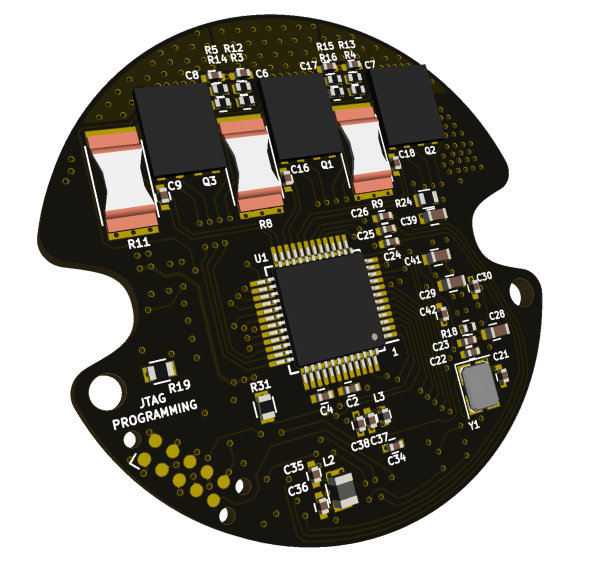 R5 R12
R14 R3
C8
C6
R15 R13
R16 R4
C17
C7
C9
Q3
C16
Q1
C18
Q2
R11
R8
R9
R24
C26
C39
C25
C24
U1
C41
C29
C30
C42
C28
R18
C23
C22
C21
1
Y1
R19
R31
JTAG
PROGRAMMING
C4
C2
L3
C38
C37
C34
C35
L2
C36